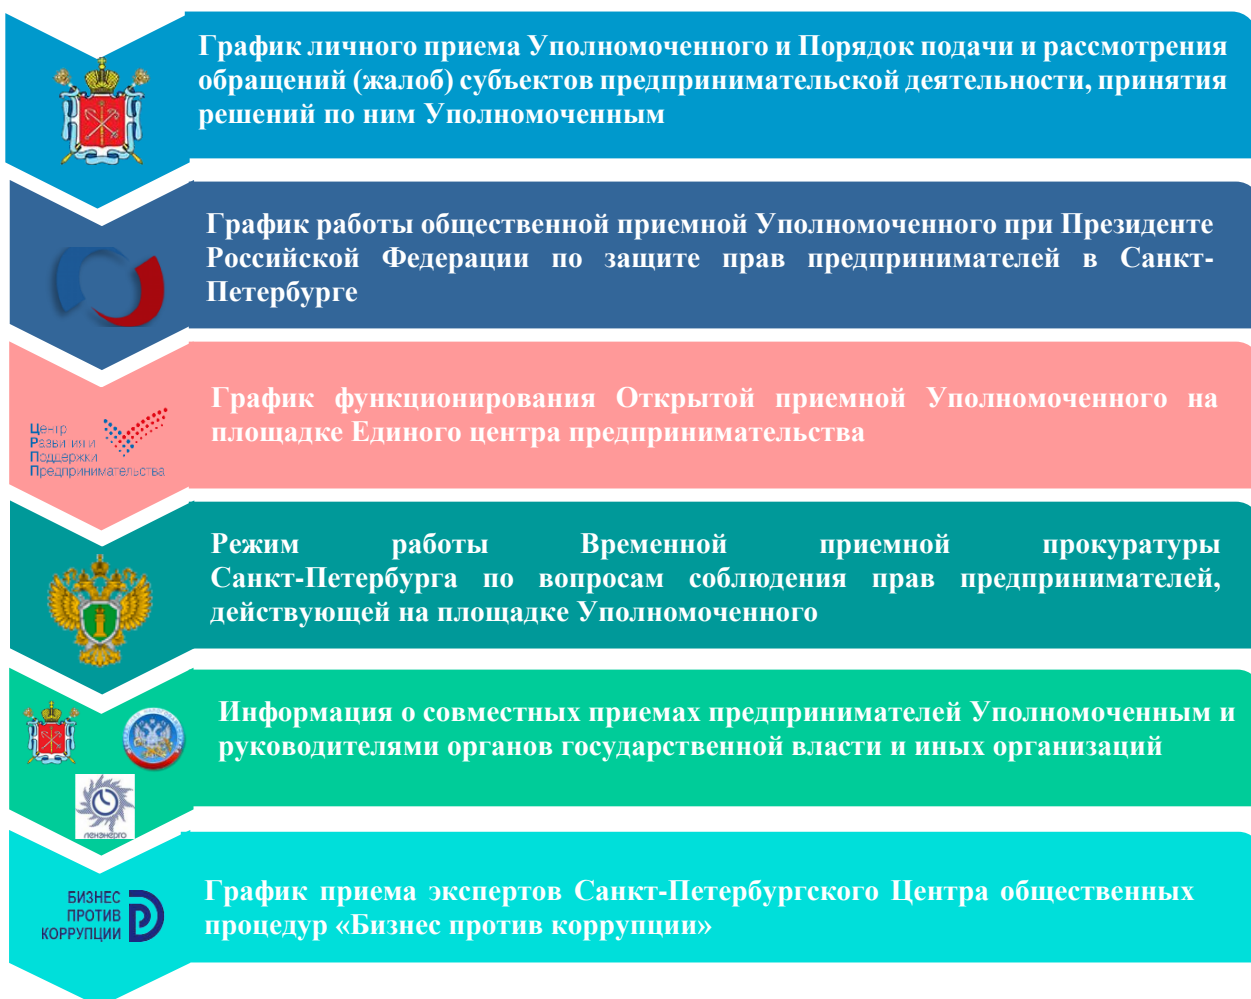 График личного приема Уполномоченного и Порядок подачи и рассмотрения
обращений (жалоб) субъектов предпринимательской деятельности, принятия
решений по ним Уполномоченным
График работы общественной приемной Уполномоченного при Президенте
Российской Федерации по защите прав предпринимателей в Санкт-
Петербурге
График функционирования Открытой приемной Уполномоченного на
площадке Единого центра предпринимательства
Центр
Развития и
Поддержки
Предпринимательства
Режим работы Временной приемной прокуратуры
Санкт-Петербурга по вопросам соблюдения прав предпринимателей,
действующей на площадке Уполномоченного
Информация о совместных приемах предпринимателей Уполномоченным и
руководителями органов государственной власти и иных организаций
ленэнерго
График приема экспертов Санкт-Петербургского Центра общественных
процедур «Бизнес против коррупции»
БИЗНЕС
ПРОТИВ
КОРРУПЦИИ